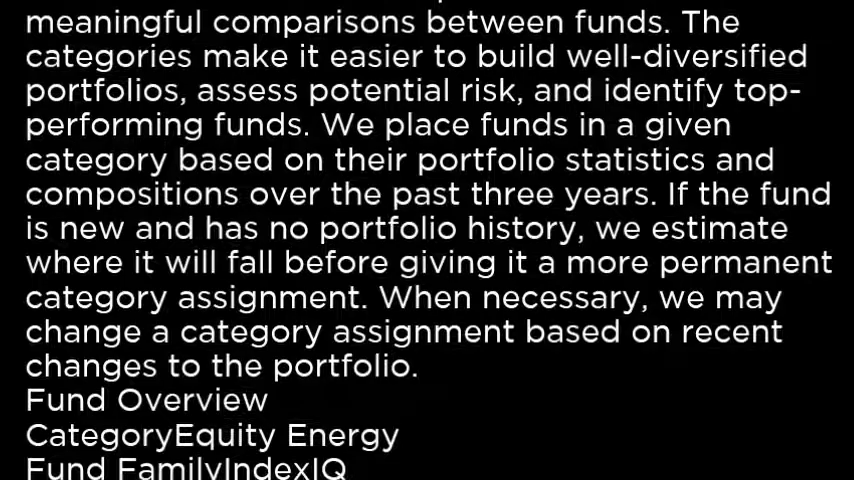 meaningful comparisons between funds. The
categories make it easier to build well-diversified
portfolios, assess potential risk, and identify top-
performing funds. We place funds in a given
category based on their portfolio statistics and
compositions over the past three years. If the fund
is new and has no portfolio history, we estimate
where it will fall before giving it a more permanent
category assignment. When necessary, we may
change a category assignment based on recent
changes to the portfolio.
Fund Overview
CategoryEquity Energy
Fund FamilyIndexIQ